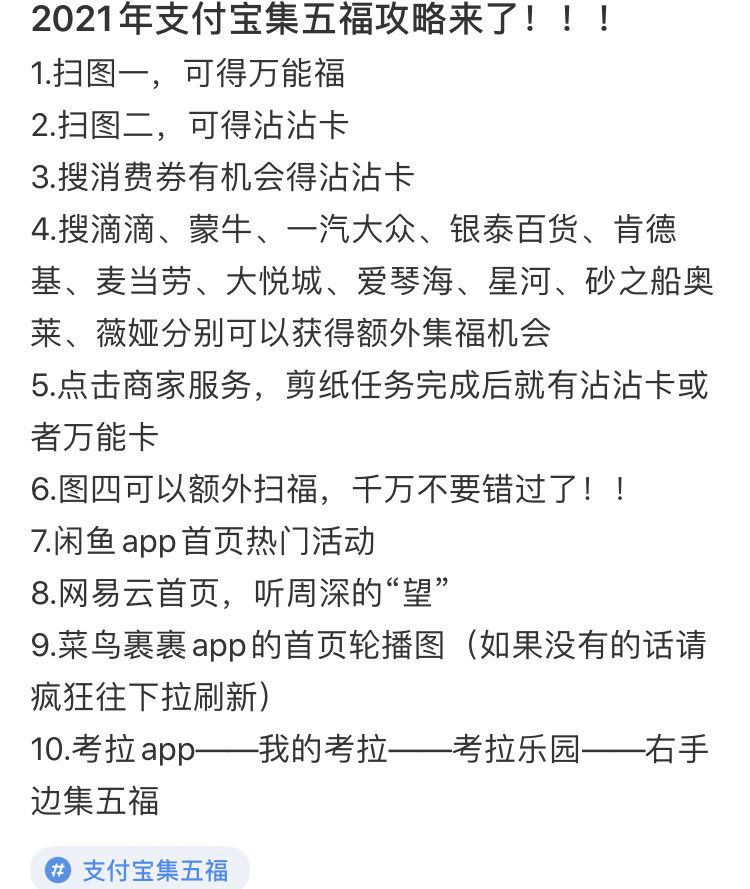 2021年支付宝集五福攻略来了！！！
1.扫图一，可得万能福
2.扫图二，可得沾沾卡
3.搜消费券有机会得沾沾卡
4.搜滴滴、蒙牛、一汽大众、银泰百货、肯德
基、麦当劳、大悦城、爱琴海、星河、砂之船奥
莱、薇娅分别可以获得额外集福机会
5.点击商家服务，剪纸任务完成后就有沾沾卡或
者万能卡
6.图四可以额外扫福，千万不要错过了！！
7.闲鱼app首页热门活动
8.网易云首页，听周深的“望”
9.菜鸟裹裹app的首页轮播图（如果没有的话请
疯狂往下拉刷新）
10.考拉app——我的考拉——考拉乐园——右手
边集五福
# 支付宝集五福